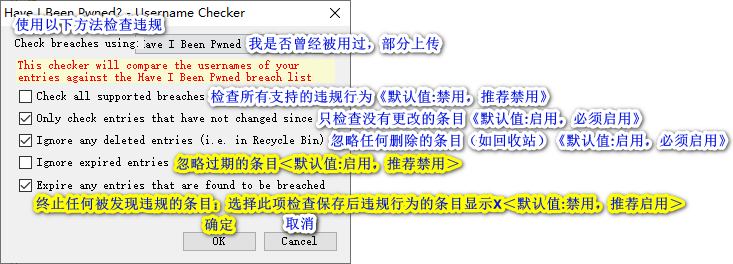 Have I Been Pwned? - Username Checker
使用以下方法检查违规
Check breaches using: Have I Been Pwned 我是否曾经被用过，部分上传
This checker will compare the usernames of your
entries against the Have I Been Pwned breach list
Check all supported breaches 检查所有支持的违规行为《默认值:禁用，推荐禁用》
Only check entries that have not changed since 只检查没有更改的条目《默认值:启用，必须启用》
Ignore any deleted entries (i.e. in Recycle Bin) 忽略任何删除的条目（如回收站）《默认值:启用，必须启用》
Ignore expired entries 忽略过期的条目＜默认值:启用，推荐禁用＞
Expire any entries that are found to be breached
终止任何被发现违规的条目；选择此项检查保存后违规行为的条目显示X＜默认值:禁用，推荐启用＞
确定 取消
OK Cancel